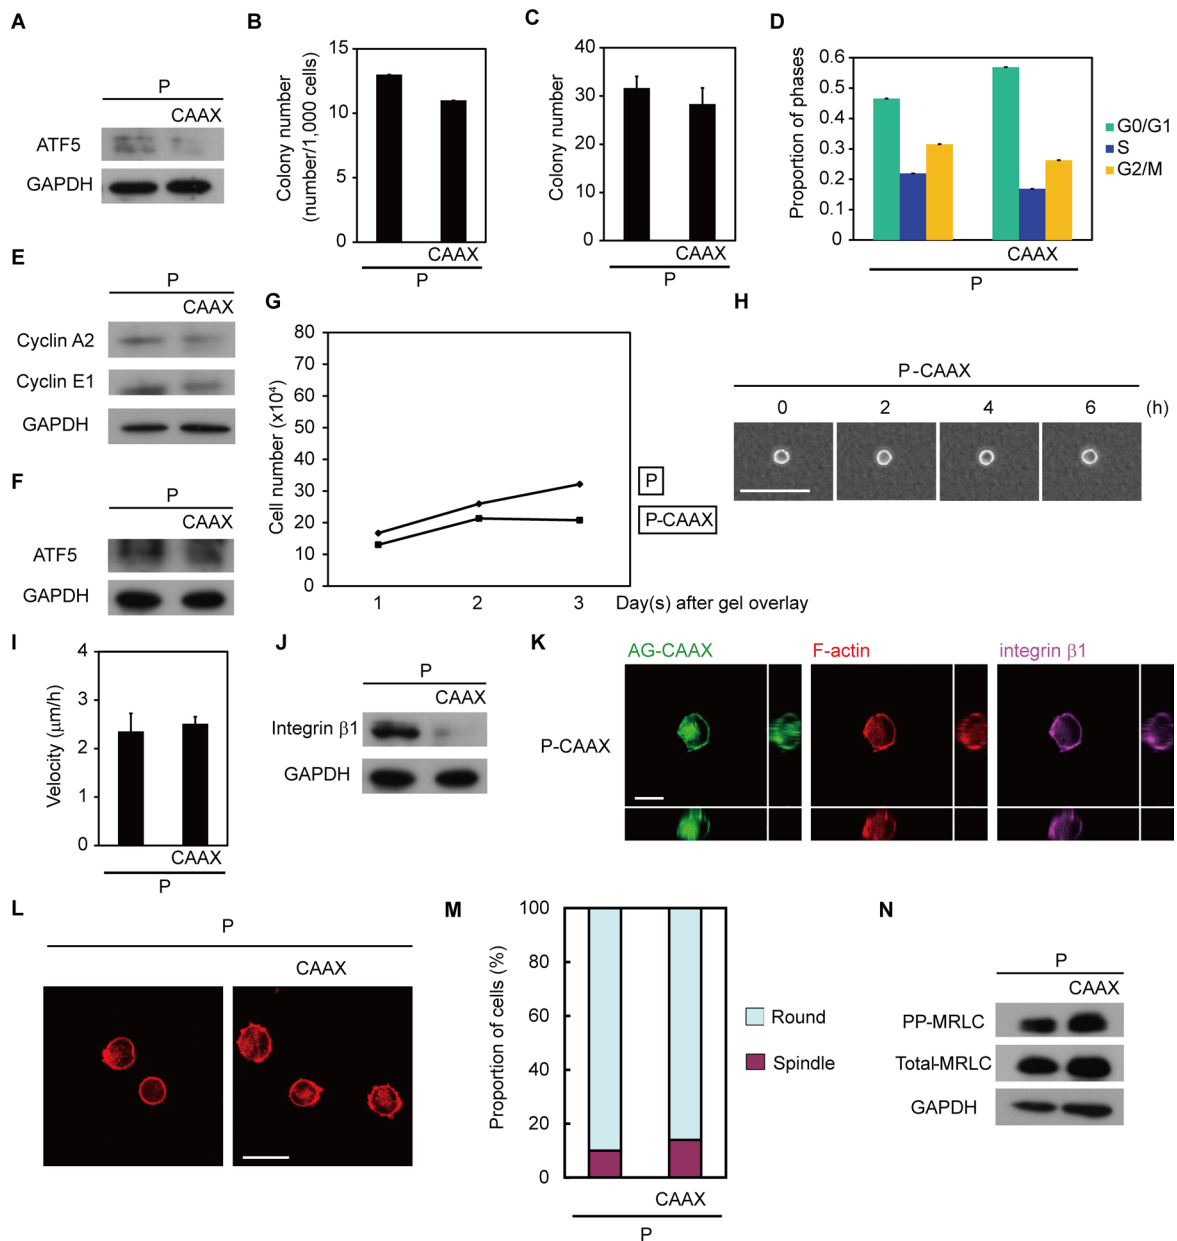 A
P
CAAX
ATF5
GAPDH
B
Colony number
(number/1,000 cells)
15
10
5
0
CAAX
P
C
Colony number
40
30
20
10
0
CAAX
P
D
Proportion of phases
0.6
0.5
0.4
0.3
0.2
0.1
0
CAAX
P
G0/G1
S
G2/M
E
P
CAAX
Cyclin A2
Cyclin E1
GAPDH
F
P
CAAX
ATF5
GAPDH
G
Cell number (x10⁴)
80
70
60
50
40
30
20
10
0
1 2 3 Day(s) after gel overlay
P
P-CAAX
H
P-CAAX
0 2 4 6 (h)
I
Velocity (μm/h)
4
3
2
1
0
CAAX
P
J
P
CAAX
Integrin β1
GAPDH
K
AG-CAAX F-actin integrin β1
P-CAAX
L
P
CAAX
M
Proportion of cells (%)
100
80
60
40
20
0
CAAX
P
Round
Spindle
N
P
CAAX
PP-MRLC
Total-MRLC
GAPDH